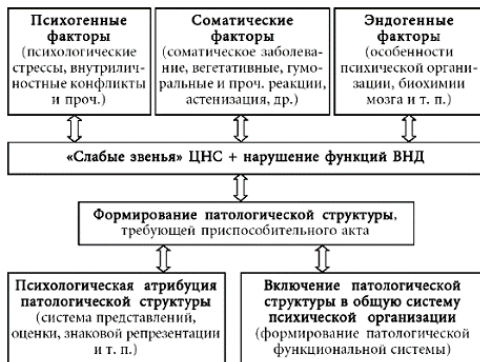 Психогенные
факторы
(психологические
стрессы, внутрилич-
ностные конфликты
и проч.)
Соматические
факторы
(соматическое заболева-
ние, вегетативные, гумо-
ральные и проч. реакции,
астенизация, др.)
Эндогенные
факторы
(особенности
психической органи-
зации, биохимии
мозга и т. п.)
«Слабые звенья» ЦНС + нарушение функций ВНД
Формирование патологической структуры,
требующей приспособительного акта
Психологическая атрибуция
патологической структуры
(система представлений,
оценки, знаковой репрезентации
и т. п.)
Включение патологической
структуры в общую систему
психической организации
(формирование патологической
функциональной системы)